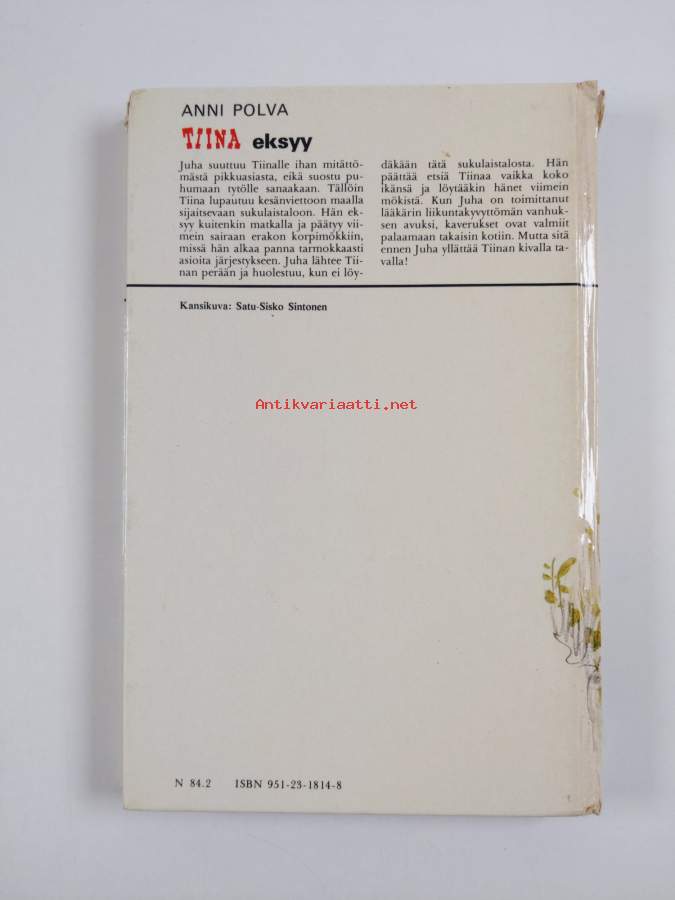 ANNI POLVA
TIINA eksyy
Juha suuttuu Tiinalle ihan mitättö-
mästä pikkuasiasta, eikä suostu pu-
humaan tytölle sanaakaan. Tällöin
Tiina lupautuu kesänviettoon maalla
sijaitsevaan sukulaistaloon. Hän ek-
syy kuitenkin matkalla ja päätyy vii-
mein sairaan erakon korpimökkiin,
missä hän alkaa panna tarmokkaasti
asioita järjestykseen. Juha lähtee Tii-
nan perään ja huolestuu, kun ei löy-
däkään tätä sukulaistalosta. Hän
päättää etsiä Tiinaa vaikka koko
ikänsä ja löytääkin hänet viimein
mökistä. Kun Juha on toimittanut
lääkärin liikuntakyvyttömän vanhuk-
sen avuksi, kaverukset ovat valmiit
palaamaan takaisin kotiin. Mutta sitä
ennen Juha yllättää Tiinan kivalla ta-
valla!
Kansikuva: Satu-Sisko Sintonen
Antikvariaatti.net
N 84.2 ISBN 951-23-1814-8